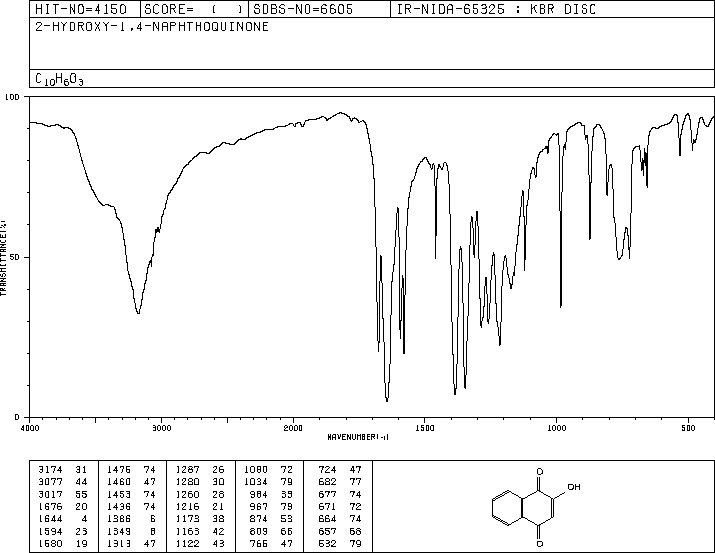 HIT-NO=4150 SCORE= ( ) SDBS-NO=6605 IR-NIDA-65325 : KBR DISC
2-HYDROXY-1,4-NAPHTHOQUINONE
C10H6O3
100
TRANSMITTANCE(%)
50
0
4000 3000 2000 1500 1000 500
WAVENUMBER(-1)
3174 31 1476 74 1287 26 1080 72 724 47
3077 44 1460 47 1280 30 1034 79 682 77
3017 55 1453 74 1260 28 984 33 677 74
1676 20 1436 74 1216 21 967 79 671 72
1644 4 1386 6 1173 38 874 53 664 74
1594 23 1349 8 1163 42 809 66 657 68
1580 19 1313 47 1122 43 766 47 532 79
O
OH
O